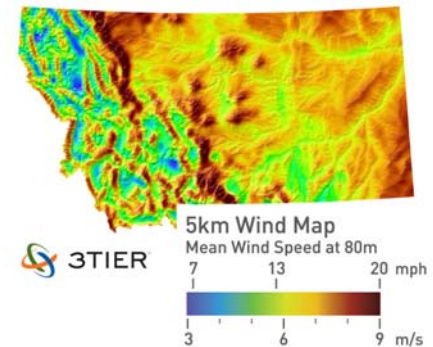 5km Wind Map
Mean Wind Speed at 80m
3TIER
7 13 20 mph
3 6 9 m/s